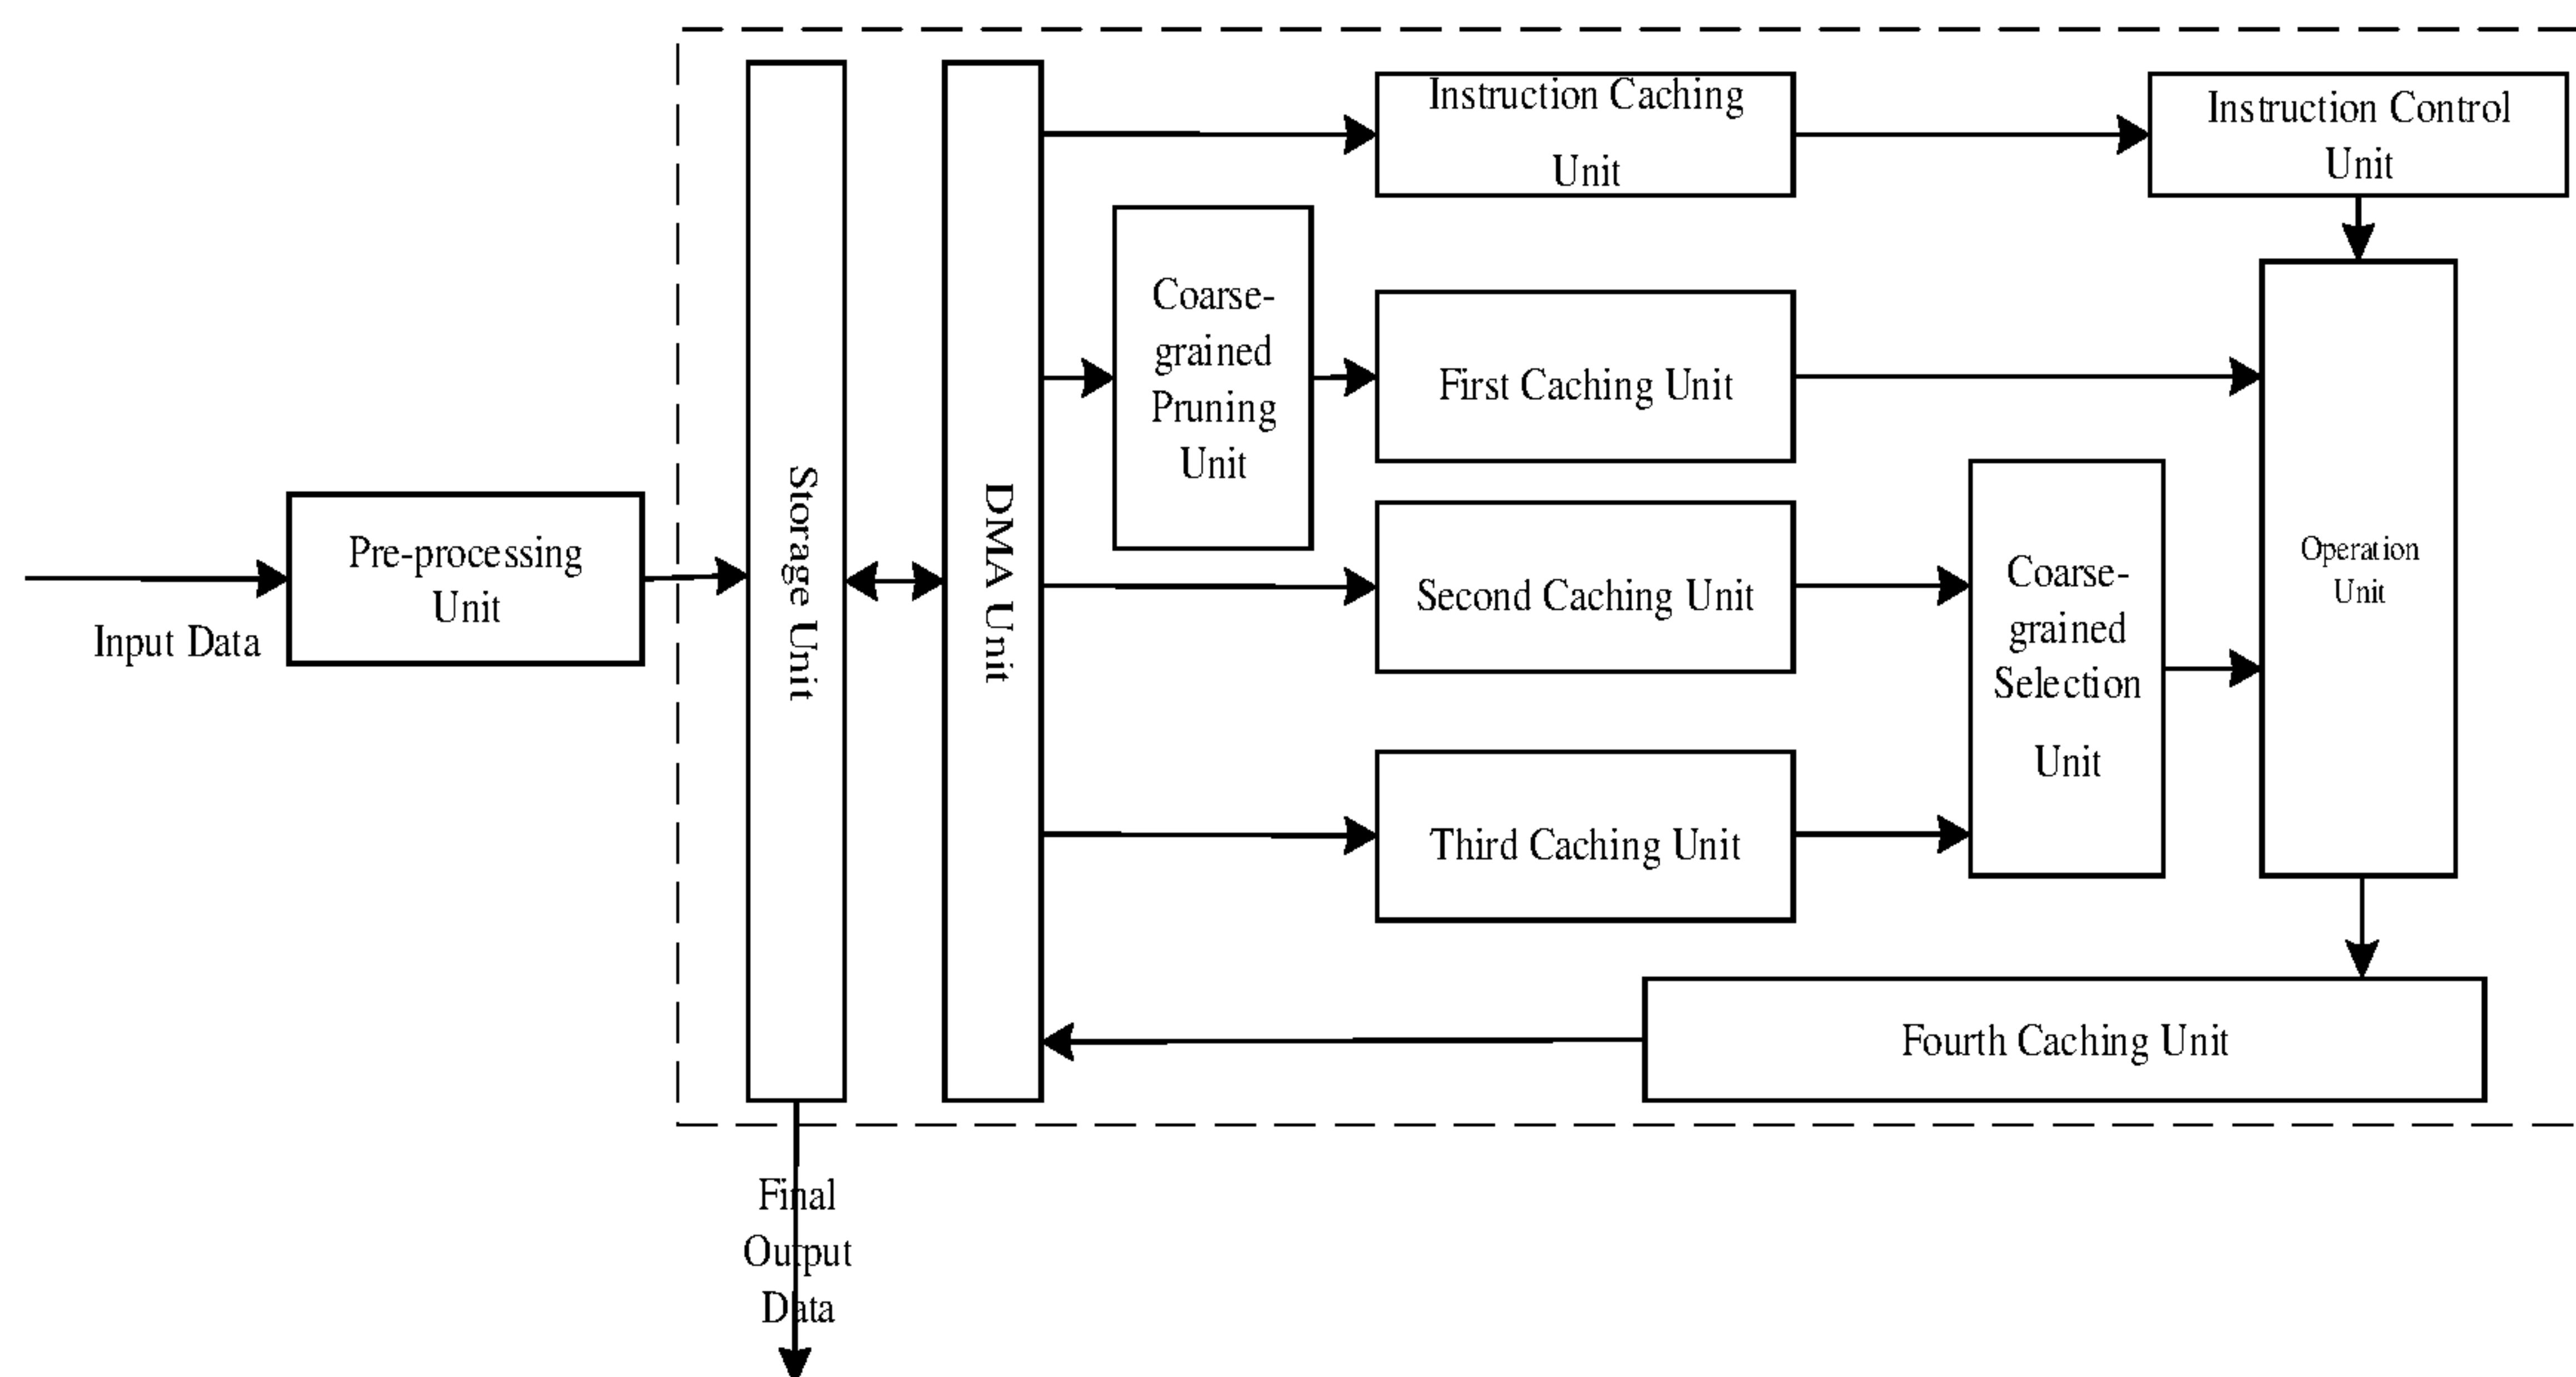 Instruction Caching
Unit
Instruction Control
Unit
Coarse-
grained
Pruning
Unit
First Caching Unit
Storage Unit
DMA Unit
Pre-processing
Unit
Input Data
Second Caching Unit
Coarse-
grained
Selection
Unit
Operation
Unit
Third Caching Unit
Fourth Caching Unit
Final
Output
Data